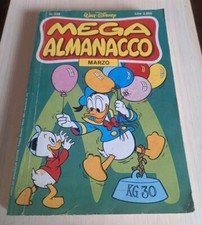 Walt Disney
MEGA
ALMANACCO
MARZO
KG 30